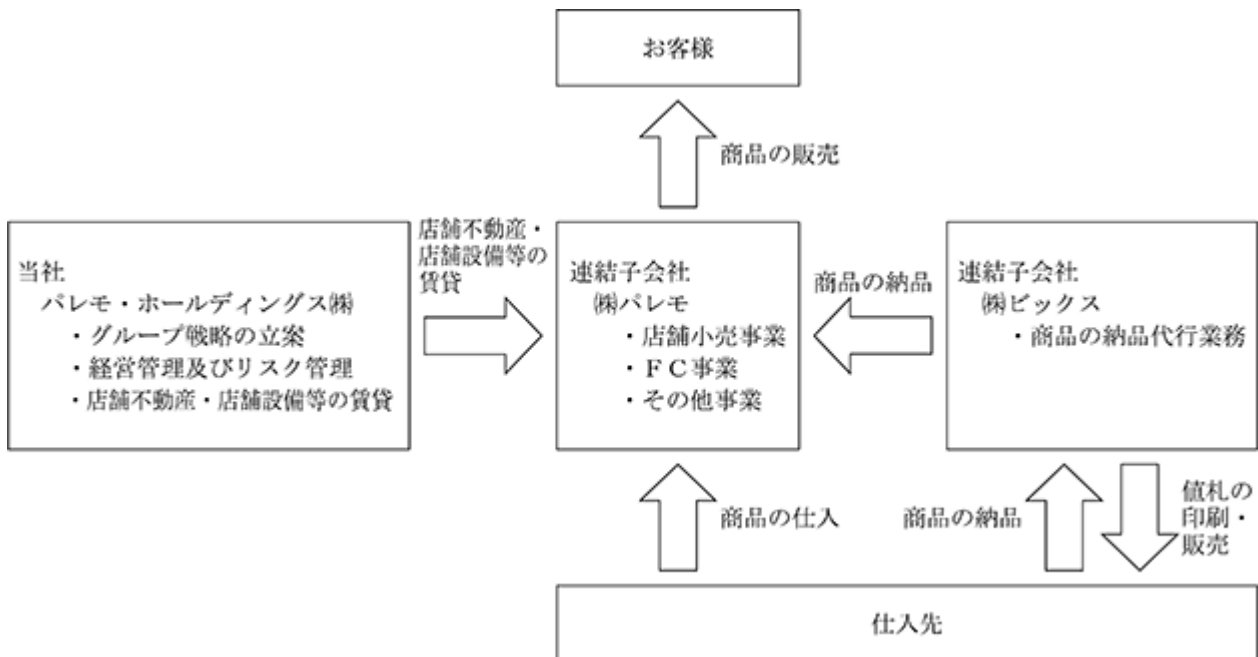 お客様
商品の販売
当社
パレモ・ホールディングス㈱
・グループ戦略の立案
・経営管理及びリスク管理
・店舗不動産・店舗設備等の賃貸
店舗不動産・
店舗設備等の
賃貸
連結子会社
㈱パレモ
・店舗小売事業
・ＦＣ事業
・その他事業
商品の納品
連結子会社
㈱ビックス
・商品の納品代行業務
商品の仕入
商品の納品
値札の
印刷・
販売
仕入先